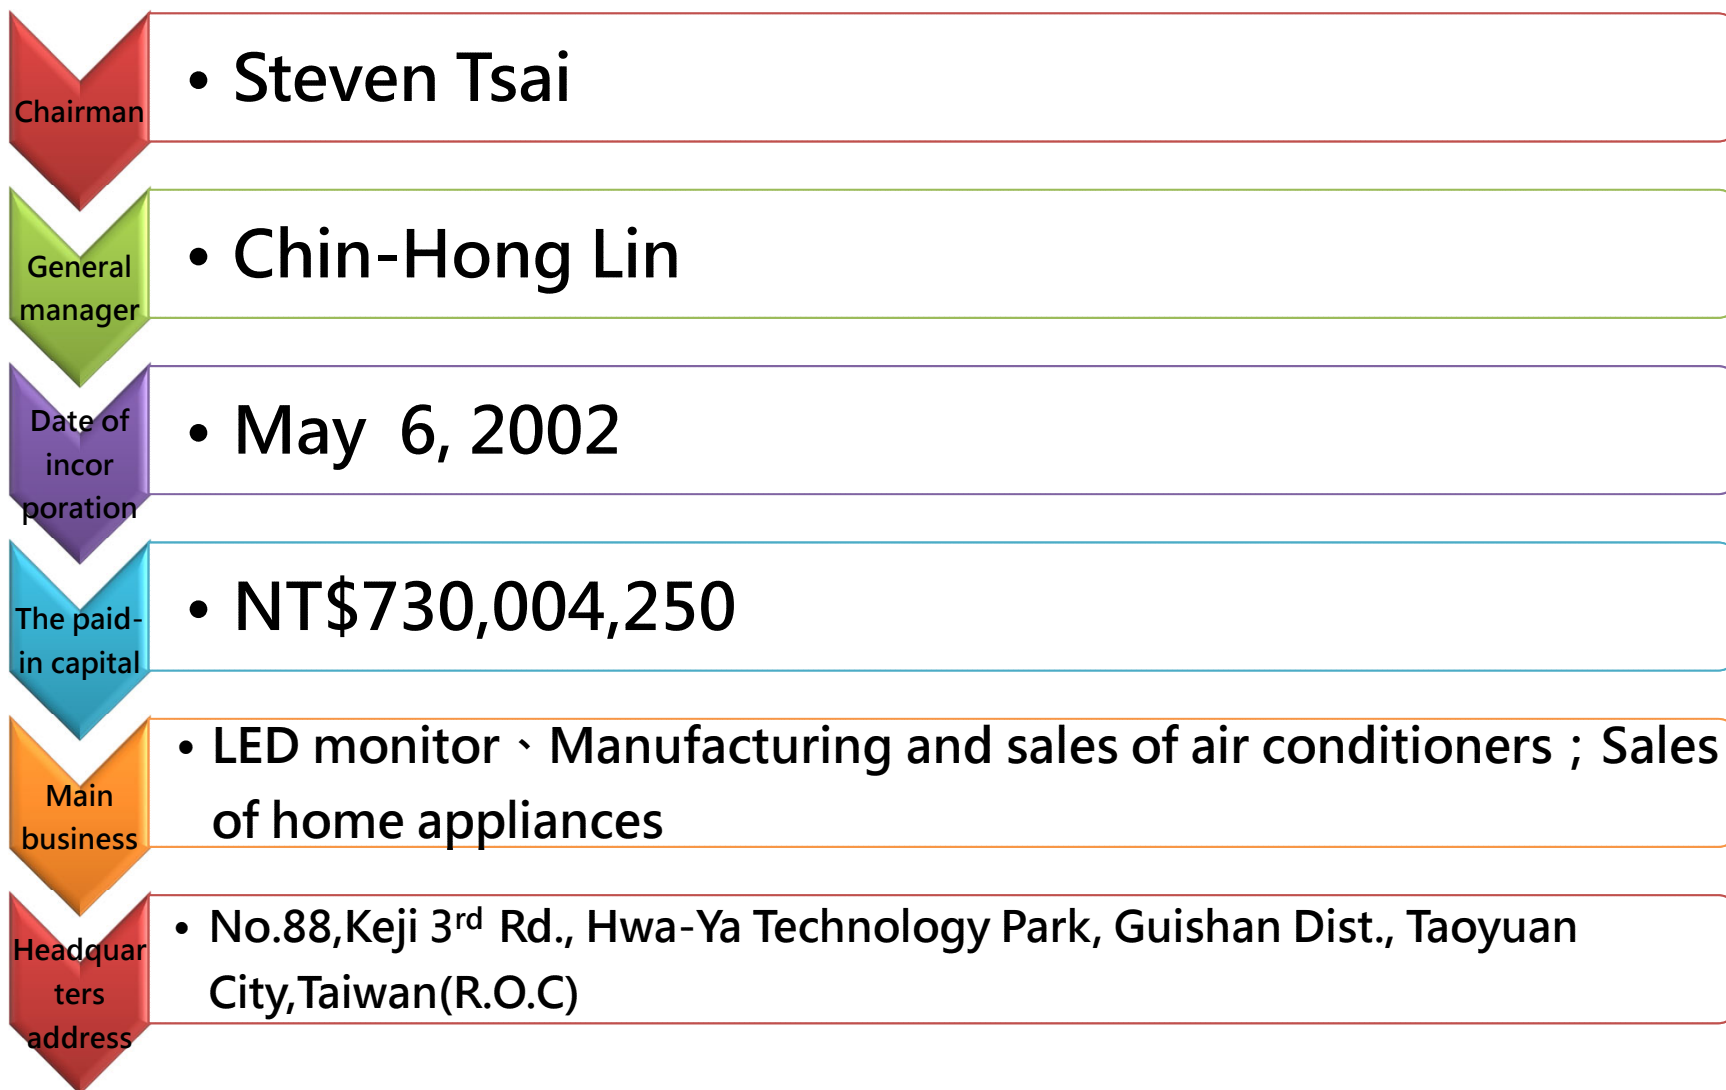 Chairman
• Steven Tsai
General
manager
• Chin-Hong Lin
Date of
incor
poration
• May  6, 2002
The paid-
in capital
• NT$730,004,250
Main
business
• LED monitor、Manufacturing and sales of air conditioners；Sales
of home appliances
Headquar
ters
address
• No.88,Keji 3rd Rd., Hwa-Ya Technology Park, Guishan Dist., Taoyuan
City,Taiwan(R.O.C)